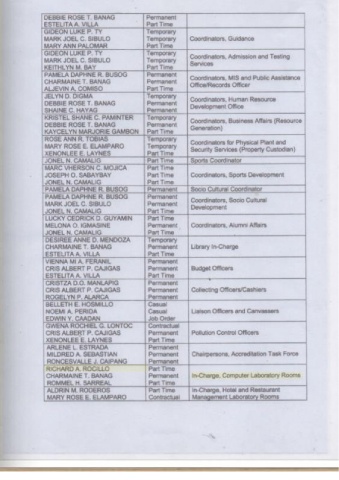 DEBBIE ROSE T. BANAG Permanent
ESTELITA A. VILLA Part Time
GIDEON LUKE P. TY Temporary
MARK JOEL C. SIBULO Temporary Coordinators, Guidance
MARY ANN PALOMAR Part Time
GIDEON LUKE P. TY Temporary
MARK JOEL C. SIBULO Temporary Coordinators, Admission and Testing Services
KEITHLYN M. BAY Part Time
PAMELA DAPHNE R. BUSOG Permanent
CHARMAINE T. BANAG Permanent Coordinators, MIS and Public Assistance Office/Records Officer
ALJEVIN A. COMISO Part Time
JELYN D. DIGMA Temporary
DEBBIE ROSE T. BANAG Permanent Coordinators, Human Resource Development Office
SHAINE C. HAYAG Part Time
KRISTEL SHANE C. PAMINTER Temporary
DEBBIE ROSE T. BANAG Permanent Coordinators, Business Affairs (Resource Generation)
KAYCELYN MARJORIE GAMBON Part Time
ROSE ANN R. TOBIAS Temporary
MARY ROSE E. ELAMPARO Temporary Coordinators for Physical Plant and Security Services (Property Custodian)
XENONLEE E. LAYNES Part Time
JONEL N. CAMALIG Part Time Sports Coordinator
MARC VHERSON C. MOJICA Part Time
JOSEPH O. SABAYBAY Part Time Coordinators, Sports Development
JONEL N. CAMALIG Part Time
PAMELA DAPHNE R. BUSOG Permanent Socio Cultural Coordinator
PAMELA DAPHNE R. BUSOG Permanent
MARK JOEL C. SIBULO Permanent Coordinators, Socio Cultural Development
JONEL N. CAMALIG Part Time
LUCKY CEDRICK D. GUYAMIN Part Time
MELONA O. IGMASINE Permanent Coordinators, Alumni Affairs
JONEL N. CAMALIG Part Time
DESIREE ANNE D. MENDOZA Temporary
CHARMAINE T. BANAG Permanent Library In-Charge
ESTELITA A. VILLA Part Time
VIENNA MI A. FERANIL Permanent
CRIS ALBERT P. CAJIGAS Permanent Budget Officers
ESTELITA A. VILLA Part Time
CRISTZA D.O. MANLAPIG Permanent
CRIS ALBERT P. CAJIGAS Permanent Collecting Officers/Cashiers
ROGELYN P. ALARCA Permanent
BELLETH E. HOSMILLO Casual
NOEMI A. PERIDA Casual Liaison Officers and Canvassers
EDWIN Y. CAADAN Job Order
GWENA ROCHIEL G. LONTOC Contractual
CRIS ALBERT P. CAJIGAS Permanent Pollution Control Officers
XENONLEE E. LAYNES Part Time
ARLENE L. ESTRADA Permanent
MILDRED A. SEBASTIAN Permanent Chairpersons, Accreditation Task Force
RONCESVALLE J. CAIPANG Permanent
RICHARD A. ROCILLO Part Time
CHARMAINE T. BANAG Permanent In-Charge, Computer Laboratory Rooms
ROMMEL H. SARREAL Part Time
ALDRIN M. RODEROS Part Time In-Charge, Hotel and Restaurant
MARY ROSE E. ELAMPARO Contractual Management Laboratory Rooms